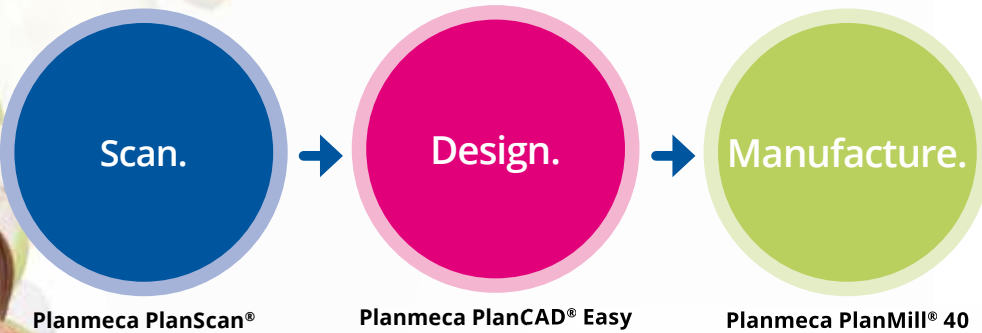 Scan.
Design.
Manufacture.
Planmeca PlanScan®
Planmeca PlanCAD® Easy
Planmeca PlanMill® 40